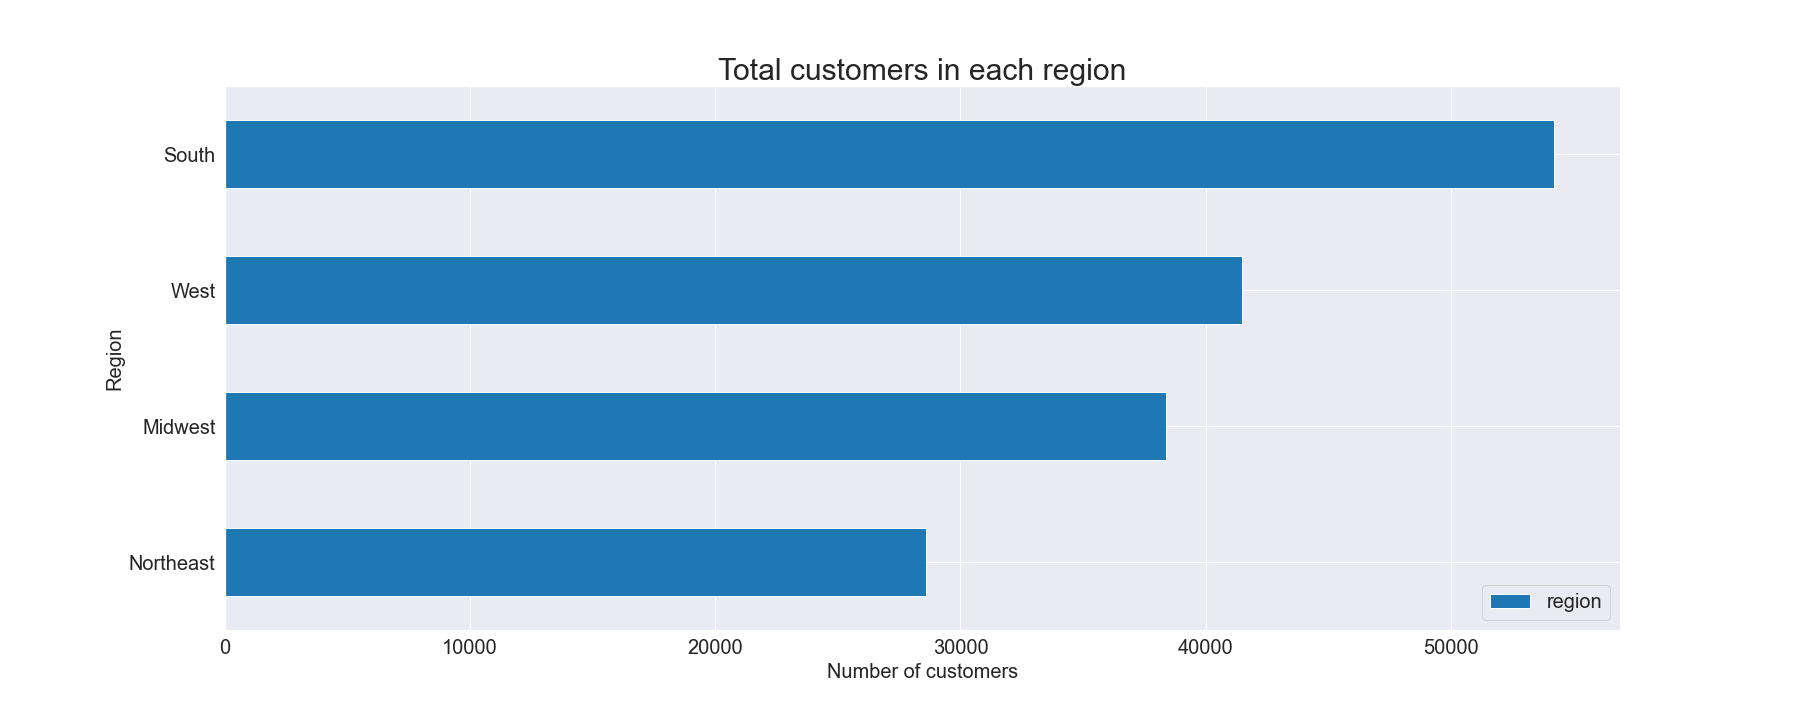 Total customers in each region
South
West
Midwest
Northeast
Region
region
0 10000 20000 30000 40000 50000
Number of customers